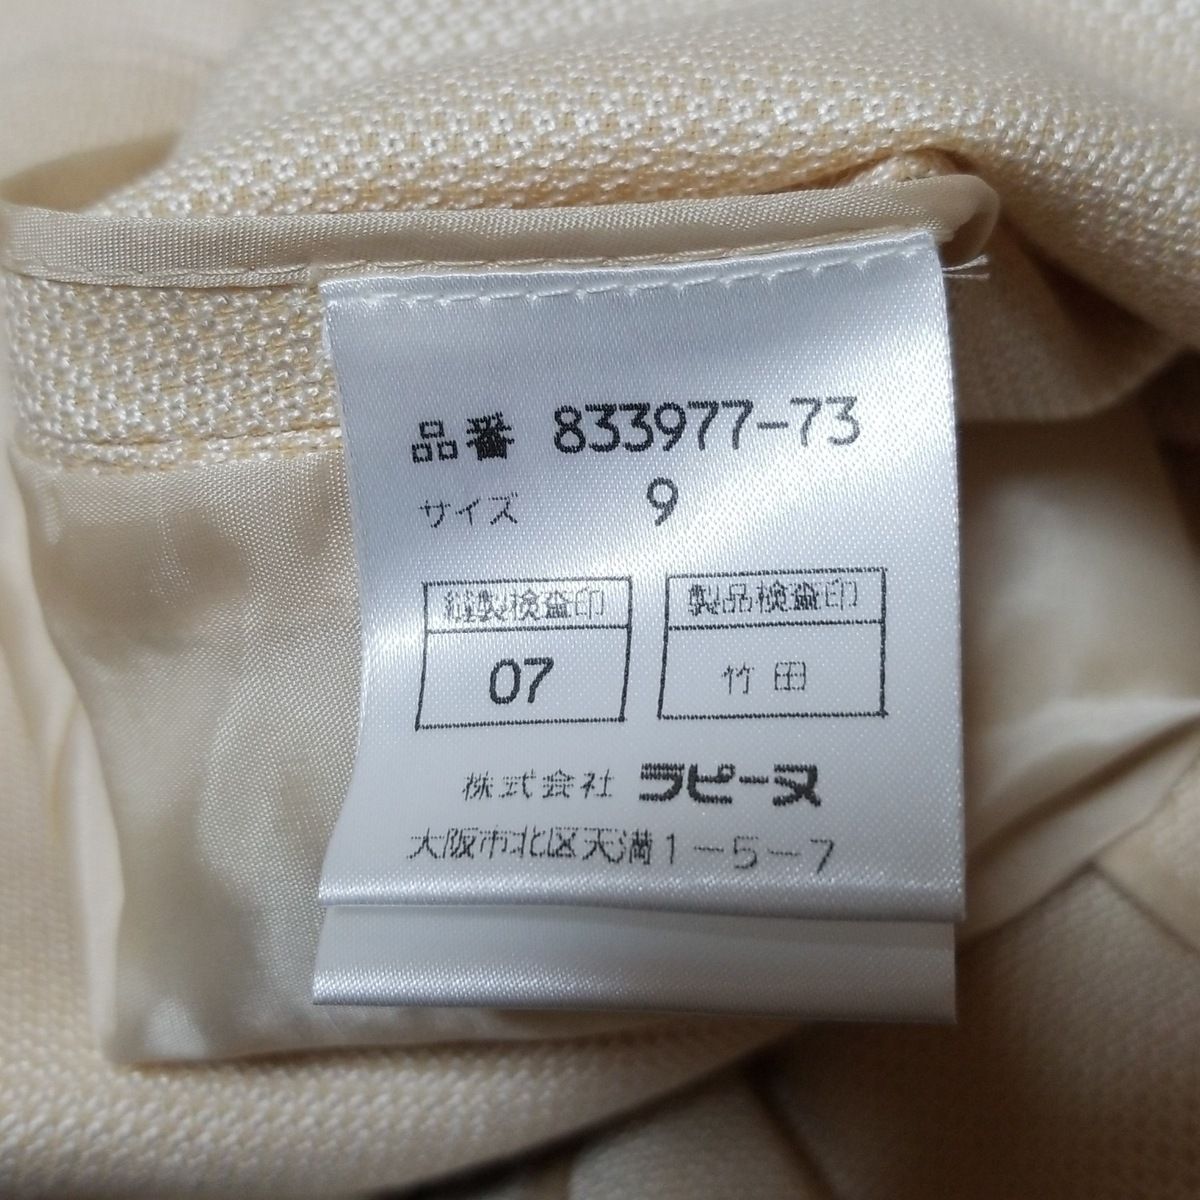 品番 833977-73
サイズ 9
縫製検査印 製品検査印
07 竹田
株式会社 ラピーヌ
大阪市北区天満1-5-7